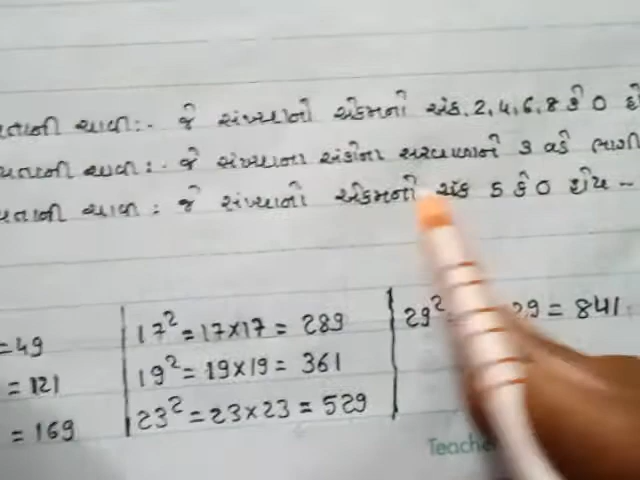 ચાવી :- જે સંખ્યાનો એકમનો અંક 2, 4, 6, 8 કે 0 હો
ચાવી :- જે સંખ્યાના અંકોના સરવાળાને 3 વડે ભાગી
ચાવી : જે સંખ્યાનો એકમનો અંક 5 કે 0 હોય -
=49 17²=17×17= 289 29² 29 = 841
= 121 19²=19×19= 361
= 169 23²=23×23=529
Teache